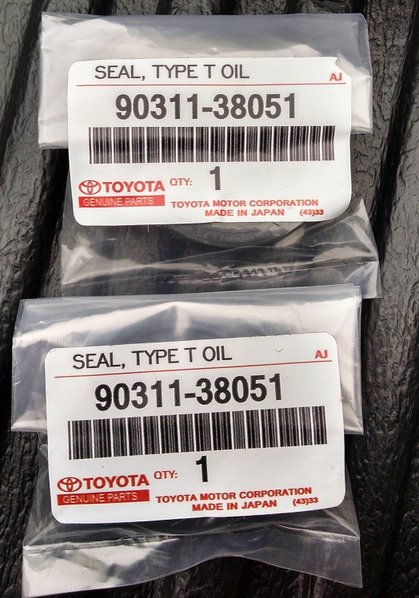 SEAL, TYPE T OIL
AJ
90311-38051
TOYOTA QTY: 1
GENUINE PARTS
TOYOTA MOTOR CORPORATION
MADE IN JAPAN (43)33
SEAL, TYPE T OIL
AJ
90311-38051
TOYOTA QTY: 1
GENUINE PARTS
TOYOTA MOTOR CORPORATION
MADE IN JAPAN (43)33